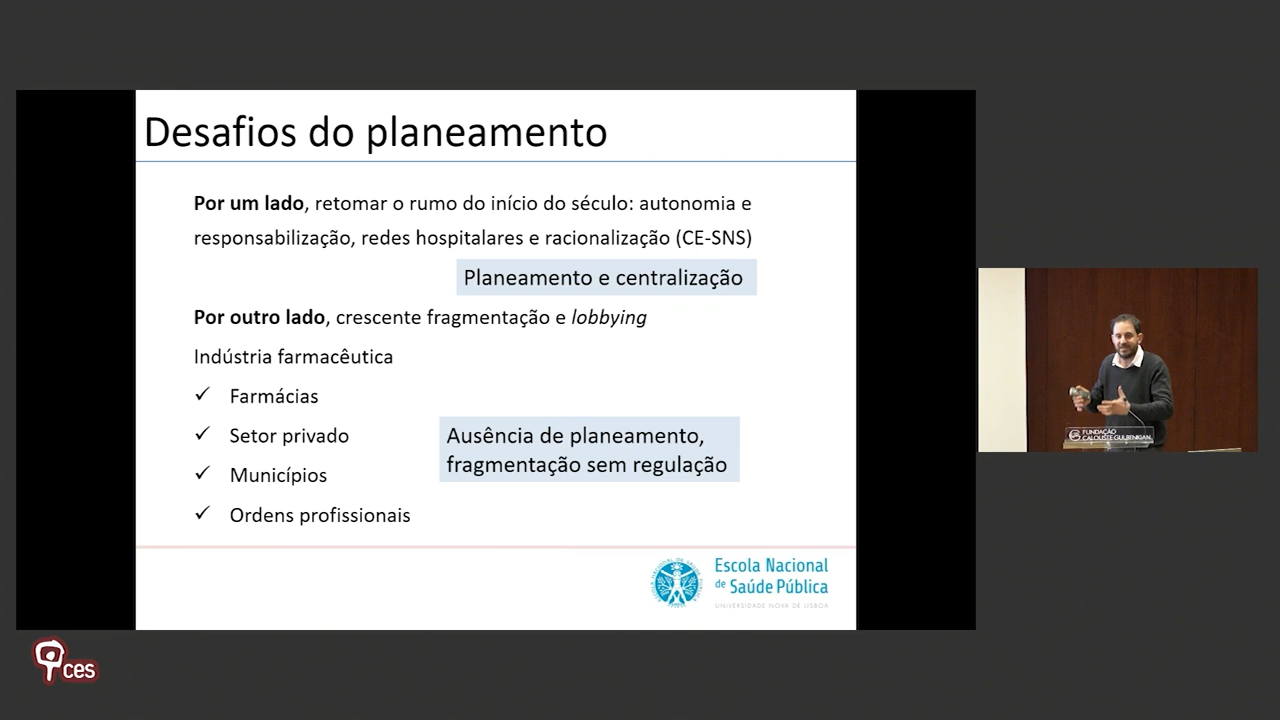 Desafios do planeamento
Por um lado, retomar o rumo do início do século: autonomia e
responsabilização, redes hospitalares e racionalização (CE-SNS)
Planeamento e centralização
Por outro lado, crescente fragmentação e lobbying
Indústria farmacêutica
✓ Farmácias
✓ Setor privado
✓ Municípios
✓ Ordens profissionais
Ausência de planeamento,
fragmentação sem regulação
Escola Nacional
de Saúde Pública
UNIVERSIDADE NOVA DE LISBOA
FUNDAÇÃO
CALOUSTE GULBENKIAN
ces